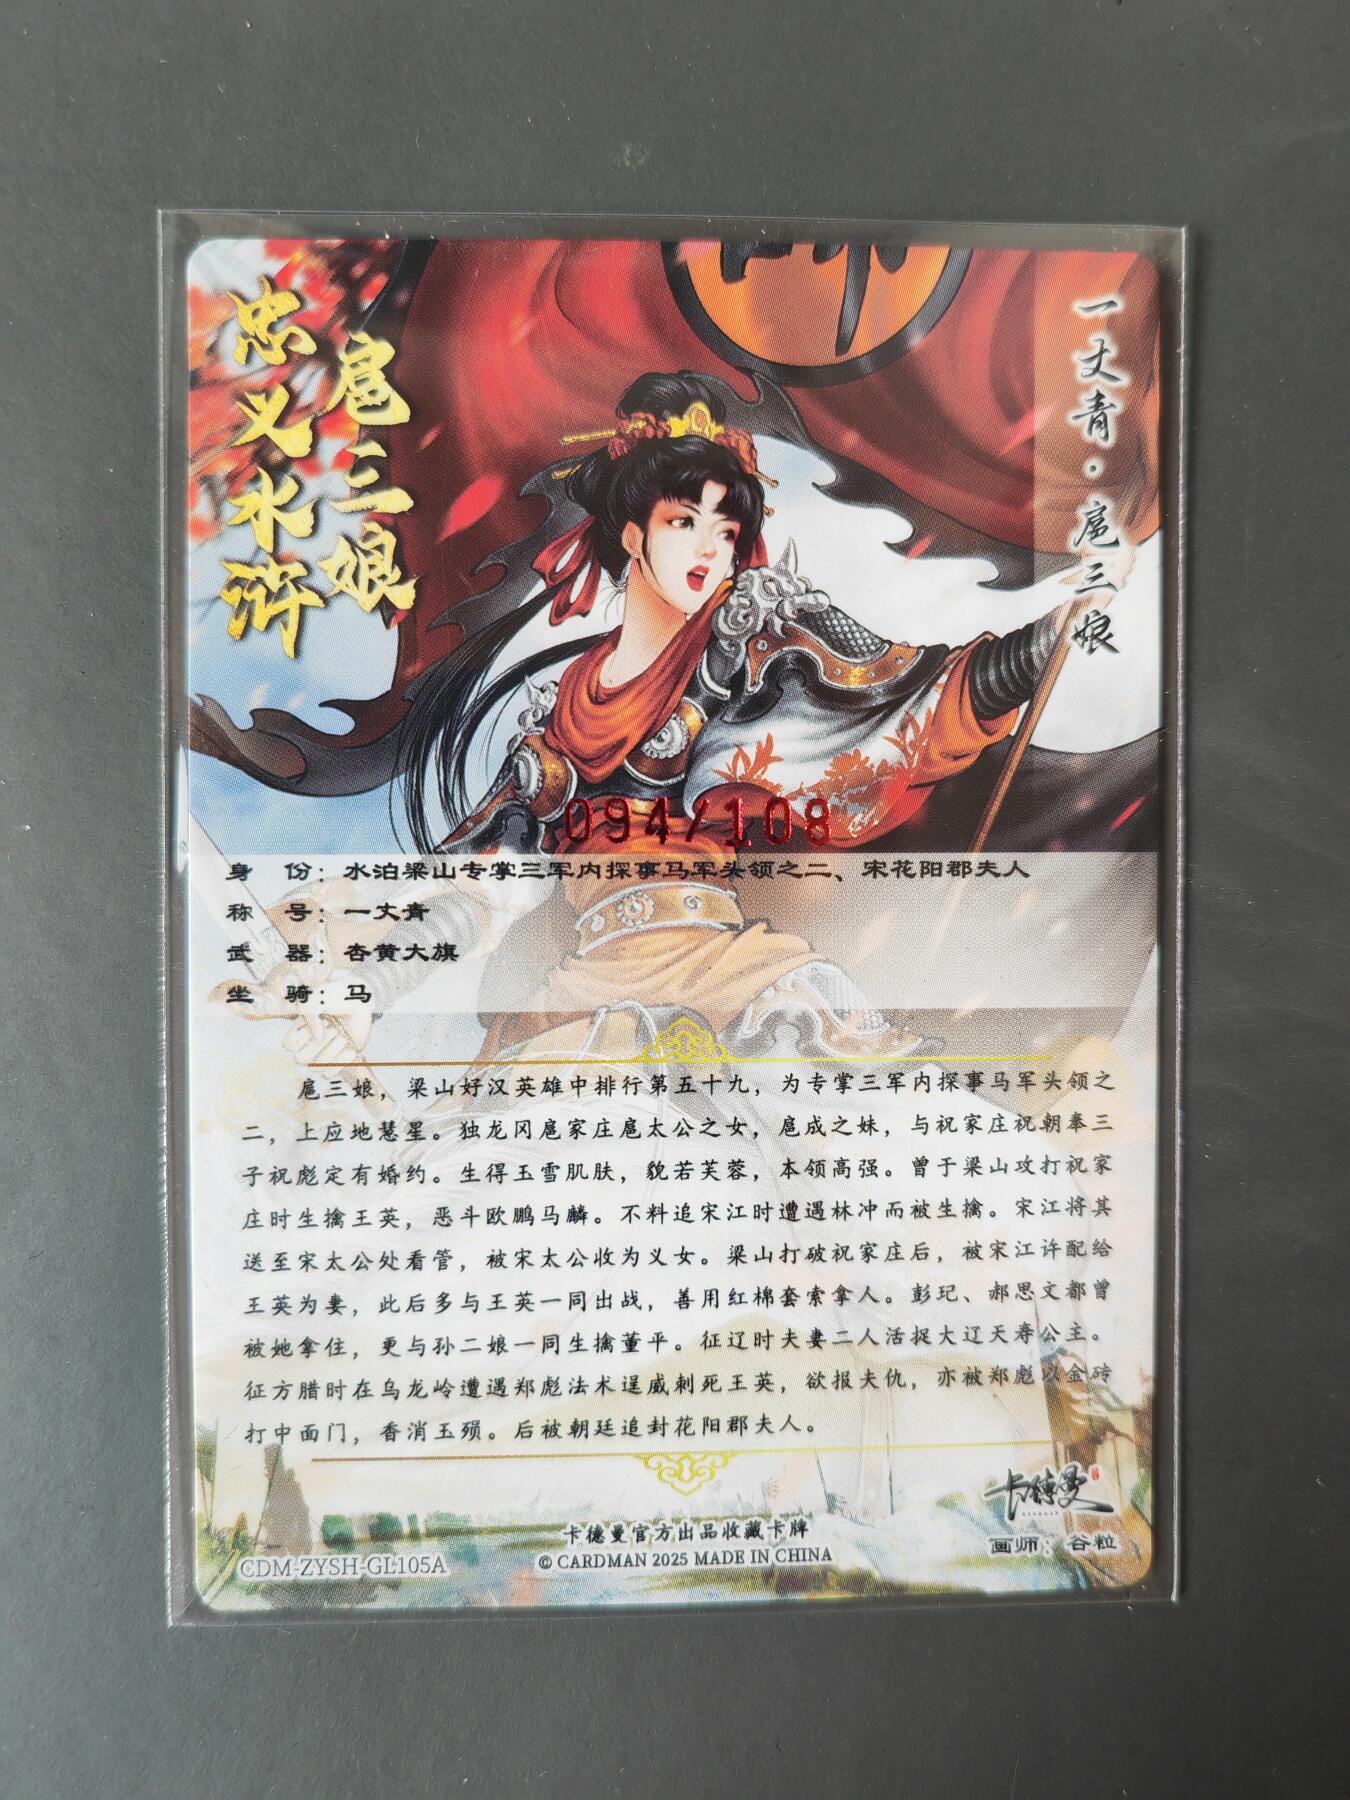 忠义水浒
扈三娘
一丈青·扈三娘
094/108
身 份：水泊梁山专掌三军内探事马军头领之二、宋花阳郡夫人
称 号：一丈青
武 器：杏黄大旗
坐 骑：马
扈三娘，梁山好汉英雄中排行第五十九，为专掌三军内探事马军头领之
二，上应地慧星。独龙冈扈家庄扈太公之女，扈成之妹，与祝家庄祝朝奉三
子祝彪定有婚约。生得玉雪肌肤，貌若芙蓉，本领高强。曾于梁山攻打祝家
庄时生擒王英，恶斗欧鹏马麟。不料追宋江时遭遇林冲而被生擒。宋江将其
送至宋太公处看管，被宋太公收为义女。梁山打破祝家庄后，被宋江许配给
王英为妻，此后多与王英一同出战，善用红棉套索拿人。彭玘、郝思文都曾
被她拿住，更与孙二娘一同生擒董平。征辽时夫妻二人活捉大辽天寿公主。
征方腊时在乌龙岭遭遇郑彪法术逞威刺死王英，欲报夫仇，亦被郑彪以金砖
打中面门，香消玉殒。后被朝廷追封花阳郡夫人。
卡德曼
画师：谷粒
卡德曼官方出品收藏卡牌
© CARDMAN 2025 MADE IN CHINA
CDM-ZYSH-GL105A